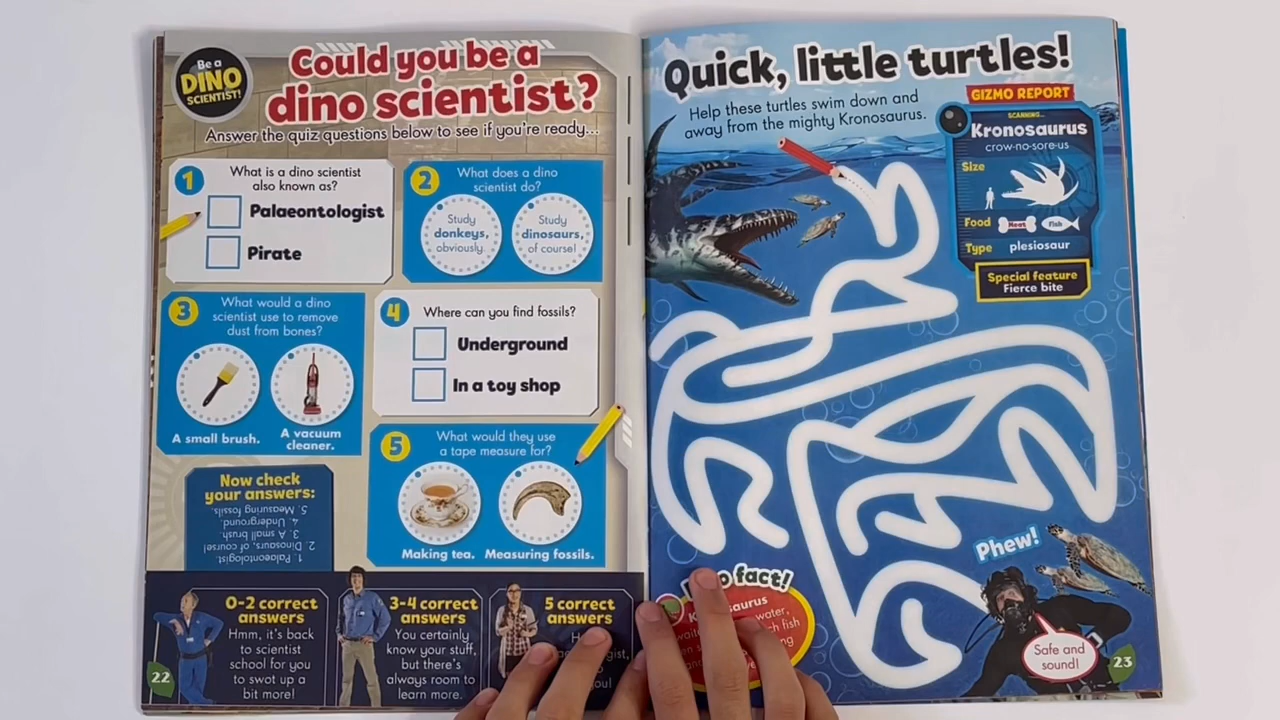 Be a
DINO
SCIENTIST!
Could you be a
dino scientist?
Answer the quiz questions below to see if you're ready...
1
What is a dino scientist
also known as?
Palaeontologist
Pirate
2
What does a dino
scientist do?
Study
donkeys,
obviously.
Study
dinosaurs,
of course!
3
What would a dino
scientist use to remove
dust from bones?
A small brush.
A vacuum
cleaner.
4
Where can you find fossils?
Underground
In a toy shop
5
What would they use
a tape measure for?
Making tea.
Measuring fossils.
Now check
your answers:
1. Palaeontologist.
2. Dinosaurs, of course!
3. A small brush.
4. Underground.
5. Measuring fossils.
0-2 correct
answers
Hmm, it's back
to scientist
school for you
to swot up a
bit more!
3-4 correct
answers
You certainly
know your stuff,
but there's
always room to
learn more.
5 correct
answers
22
Quick, little turtles!
Help these turtles swim down and
away from the mighty Kronosaurus.
GIZMO REPORT
SCANNING...
Kronosaurus
crow-no-sore-us
Size
Food
Meat
Fish
Type
plesiosaur
Special feature
Fierce bite
Phew!
fact!
water,
fish
Safe and
sound!
23